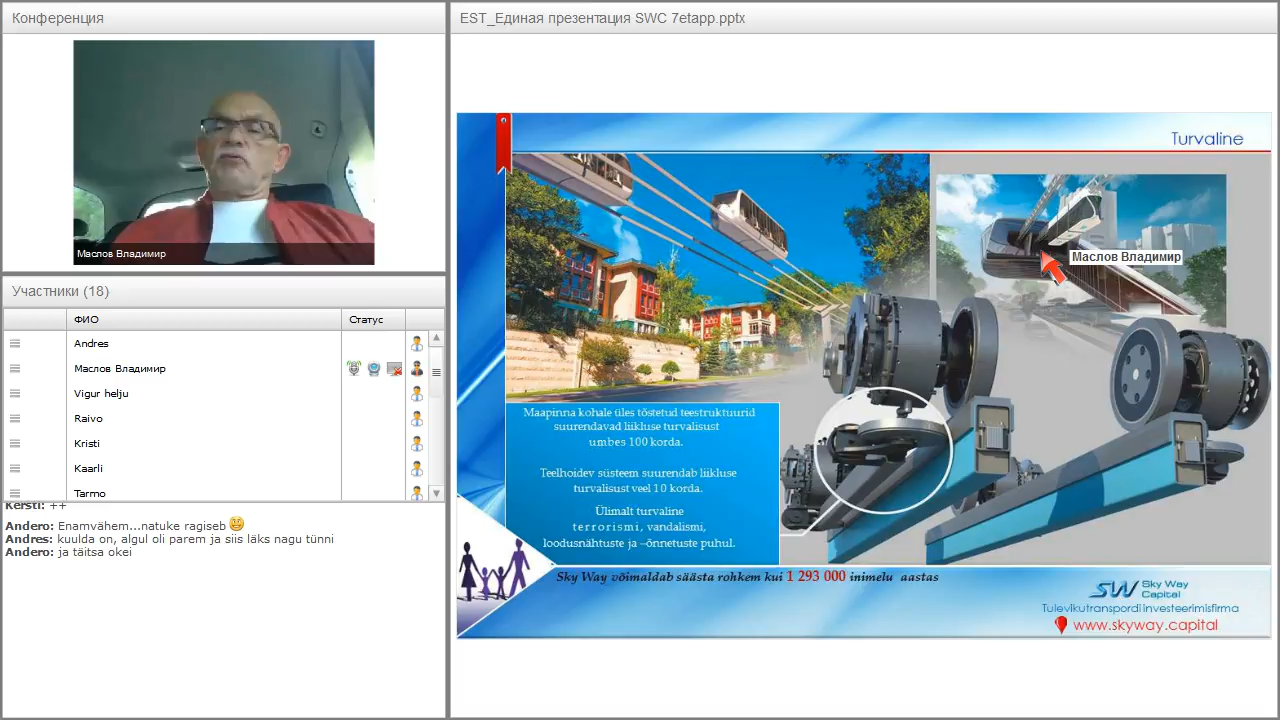 Конференция
Маслов Владимир
Участники (18)
ФИО
Статус
Andres
Маслов Владимир
Vigur helju
Raivo
Kristi
Kaarli
Tarmo
Kersti: ++
Andero: Enamvähem...natuke ragiseb
Andres: kuulda on, algul oli parem ja siis läks nagu tünni
Andero: ja täitsa okei
EST_Единая презентация SWC 7etapp.pptx
Turvaline
Маслов Владимир
Maapinna kohale üles tõstetud teestruktuurid
suurendavad liikluse turvalisust
umbes 100 korda.
Teelhoidev süsteem suurendab liikluse
turvalisust veel 10 korda.
Ülimalt turvaline
terrorismi, vandalismi,
loodusnähtuste ja –õnnetuste puhul.
Sky Way võimaldab säästa rohkem kui 1 293 000 inimelu aastas
SW Sky Way
Capital
Tulevikutranspordi investeerimisfirma
www.skyway.capital